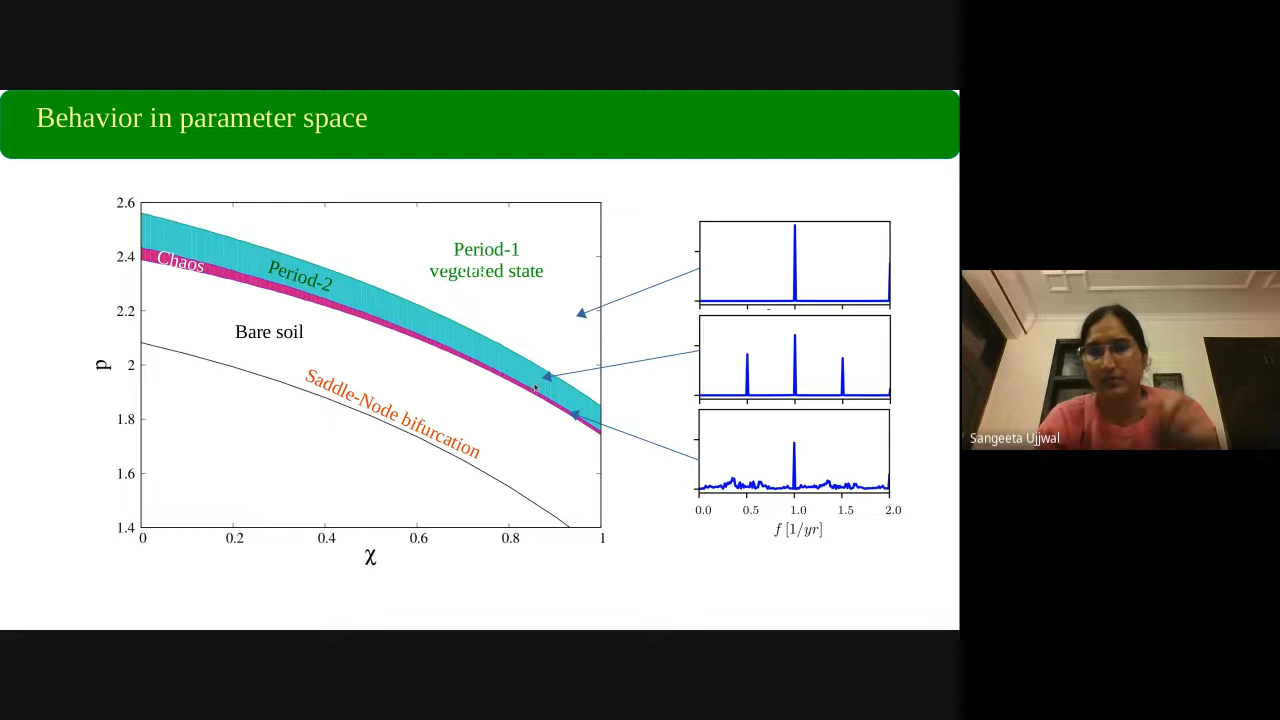 Behavior in parameter space
2.6
2.4
2.2
2
1.8
1.6
1.4
p
0
0.2
0.4
0.6
0.8
1
χ
Chaos
Period-2
Period-1
vegetated state
Bare soil
Saddle-Node bifurcation
0.0 0.5 1.0 1.5 2.0
f [1/yr]
Sangeeta Ujjwal